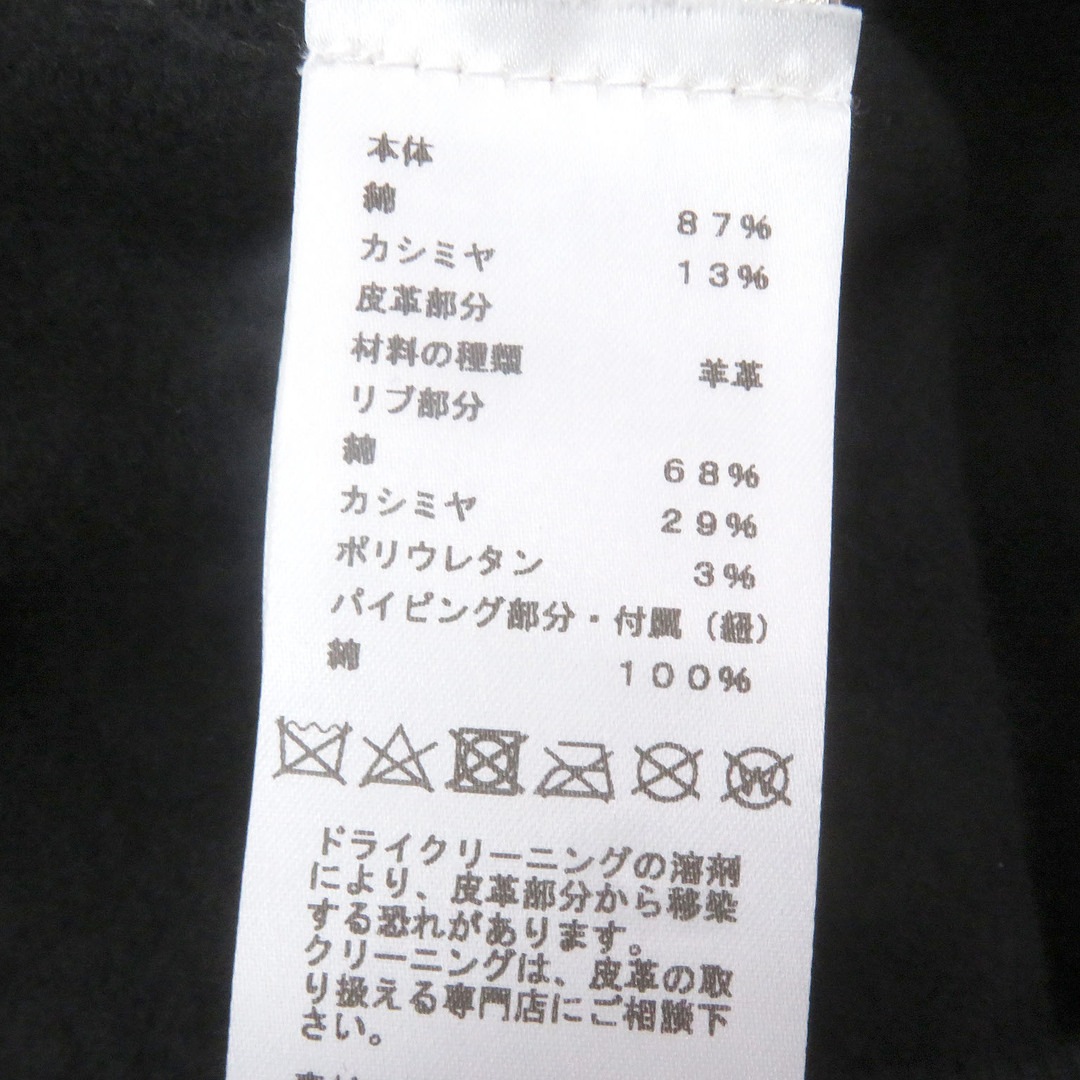 本体
綿 87%
カシミヤ 13%
皮革部分
材料の種類 羊革
リブ部分
綿 68%
カシミヤ 29%
ポリウレタン 3%
パイピング部分・付属（紐）
綿 100%
ドライクリーニングの溶剤
により、皮革部分から移染
する恐れがあります。
クリーニングは、皮革の取
り扱える専門店にご相談下
さい。